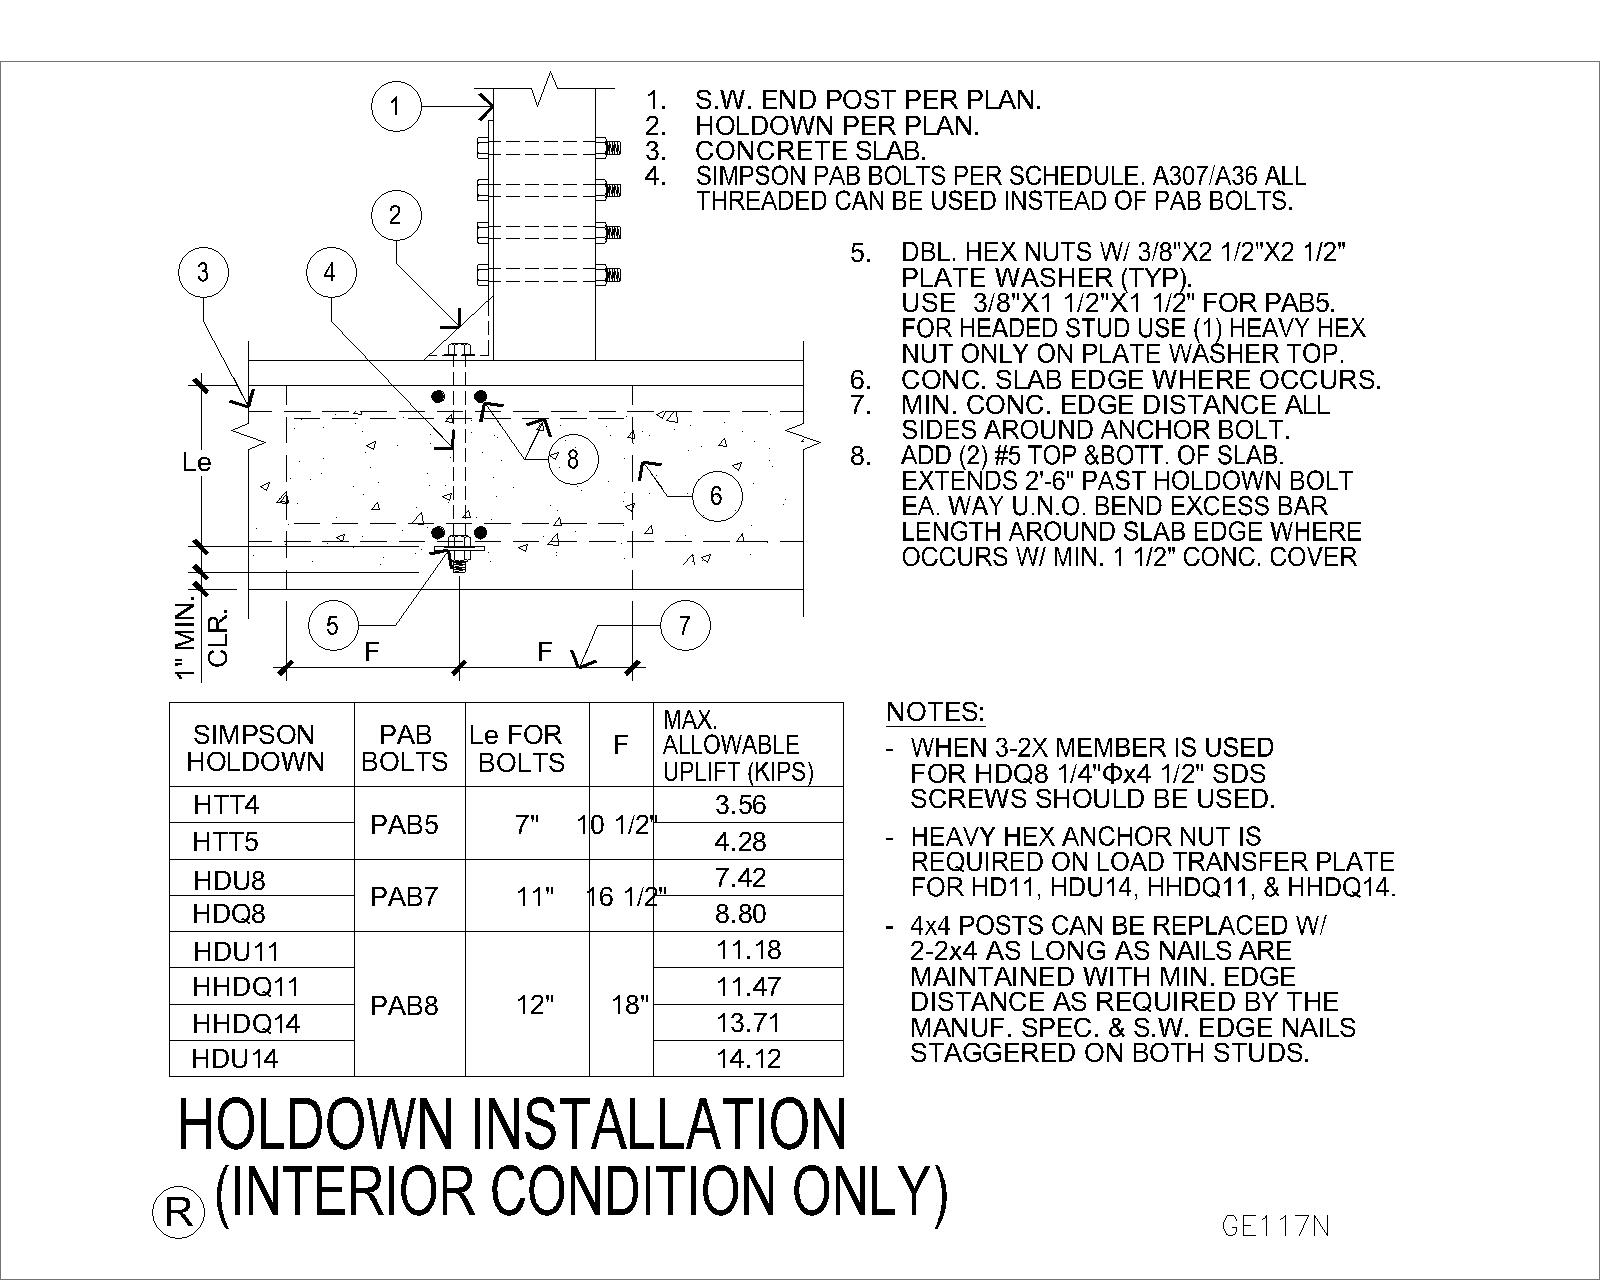 1
2
3
4
Le
8
6
5
7
F
F
1" MIN.
CLR.
1. S.W. END POST PER PLAN.
2. HOLDOWN PER PLAN.
3. CONCRETE SLAB.
4. SIMPSON PAB BOLTS PER SCHEDULE. A307/A36 ALL
THREADED CAN BE USED INSTEAD OF PAB BOLTS.
5. DBL. HEX NUTS W/ 3/8"X2 1/2"X2 1/2"
PLATE WASHER (TYP).
USE 3/8"X1 1/2"X1 1/2" FOR PAB5.
FOR HEADED STUD USE (1) HEAVY HEX
NUT ONLY ON PLATE WASHER TOP.
6. CONC. SLAB EDGE WHERE OCCURS.
7. MIN. CONC. EDGE DISTANCE ALL
SIDES AROUND ANCHOR BOLT.
8. ADD (2) #5 TOP &BOTT. OF SLAB.
EXTENDS 2'-6" PAST HOLDOWN BOLT
EA. WAY U.N.O. BEND EXCESS BAR
LENGTH AROUND SLAB EDGE WHERE
OCCURS W/ MIN. 1 1/2" CONC. COVER
SIMPSON HOLDOWN PAB BOLTS Le FOR BOLTS F MAX. ALLOWABLE UPLIFT (KIPS)
HTT4 PAB5 7" 10 1/2" 3.56
HTT5 4.28
HDU8 PAB7 11" 16 1/2" 7.42
HDQ8 8.80
HDU11 PAB8 12" 18" 11.18
HHDQ11 11.47
HHDQ14 13.71
HDU14 14.12
NOTES:
- WHEN 3-2X MEMBER IS USED
FOR HDQ8 1/4"Φx4 1/2" SDS
SCREWS SHOULD BE USED.
- HEAVY HEX ANCHOR NUT IS
REQUIRED ON LOAD TRANSFER PLATE
FOR HD11, HDU14, HHDQ11, & HHDQ14.
- 4x4 POSTS CAN BE REPLACED W/
2-2x4 AS LONG AS NAILS ARE
MAINTAINED WITH MIN. EDGE
DISTANCE AS REQUIRED BY THE
MANUF. SPEC. & S.W. EDGE NAILS
STAGGERED ON BOTH STUDS.
HOLDOWN INSTALLATION
R (INTERIOR CONDITION ONLY)
GE117N